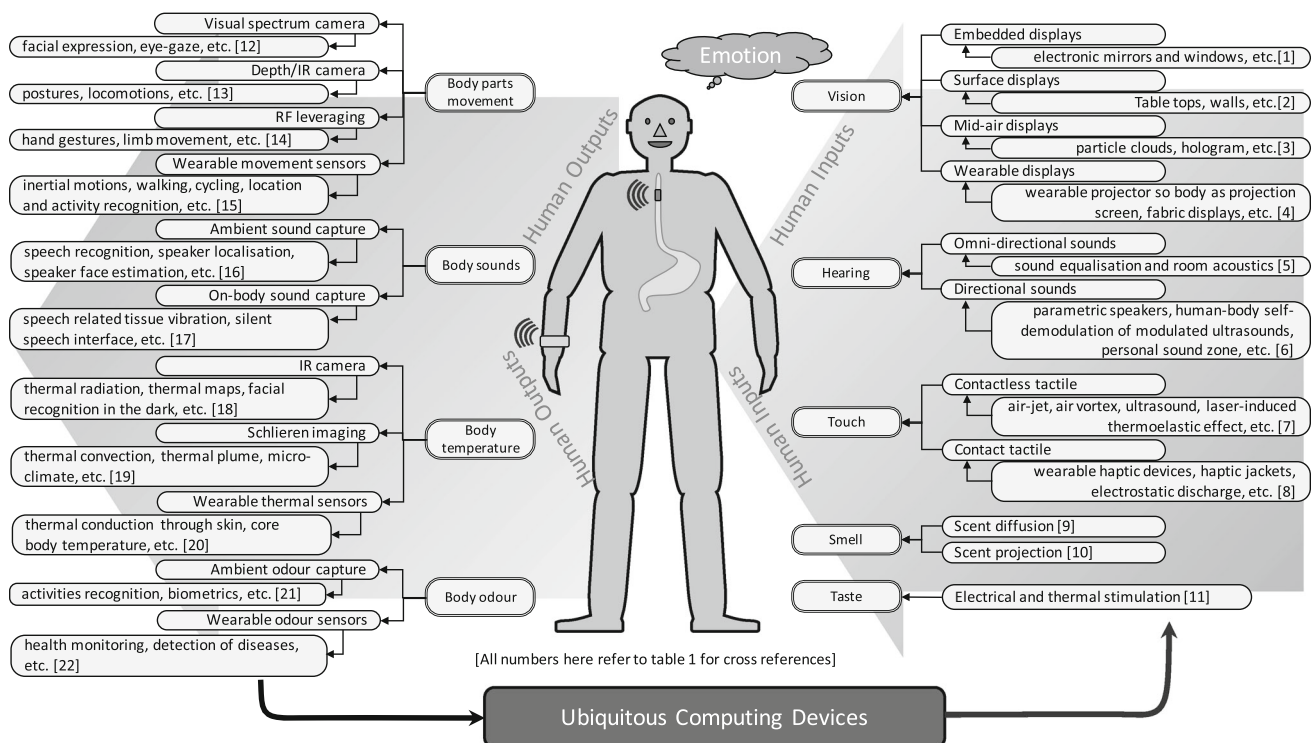 Visual spectrum camera
facial expression, eye-gaze, etc. [12]
Depth/IR camera
postures, locomotions, etc. [13]
RF leveraging
hand gestures, limb movement, etc. [14]
Wearable movement sensors
inertial motions, walking, cycling, location
and activity recognition, etc. [15]
Body parts
movement
Ambient sound capture
speech recognition, speaker localisation,
speaker face estimation, etc. [16]
On-body sound capture
speech related tissue vibration, silent
speech interface, etc. [17]
Body sounds
IR camera
thermal radiation, thermal maps, facial
recognition in the dark, etc. [18]
Schlieren imaging
thermal convection, thermal plume, micro-
climate, etc. [19]
Wearable thermal sensors
thermal conduction through skin, core
body temperature, etc. [20]
Body
temperature
Ambient odour capture
activities recognition, biometrics, etc. [21]
Wearable odour sensors
health monitoring, detection of diseases,
etc. [22]
Body odour
Human Outputs
Human Outputs
Emotion
Human Inputs
Human Inputs
Vision
Embedded displays
electronic mirrors and windows, etc.[1]
Surface displays
Table tops, walls, etc.[2]
Mid-air displays
particle clouds, hologram, etc.[3]
Wearable displays
wearable projector so body as projection
screen, fabric displays, etc. [4]
Hearing
Omni-directional sounds
sound equalisation and room acoustics [5]
Directional sounds
parametric speakers, human-body self-
demodulation of modulated ultrasounds,
personal sound zone, etc. [6]
Touch
Contactless tactile
air-jet, air vortex, ultrasound, laser-induced
thermoelastic effect, etc. [7]
Contact tactile
wearable haptic devices, haptic jackets,
electrostatic discharge, etc. [8]
Smell
Scent diffusion [9]
Scent projection [10]
Taste
Electrical and thermal stimulation [11]
[All numbers here refer to table 1 for cross references]
Ubiquitous Computing Devices